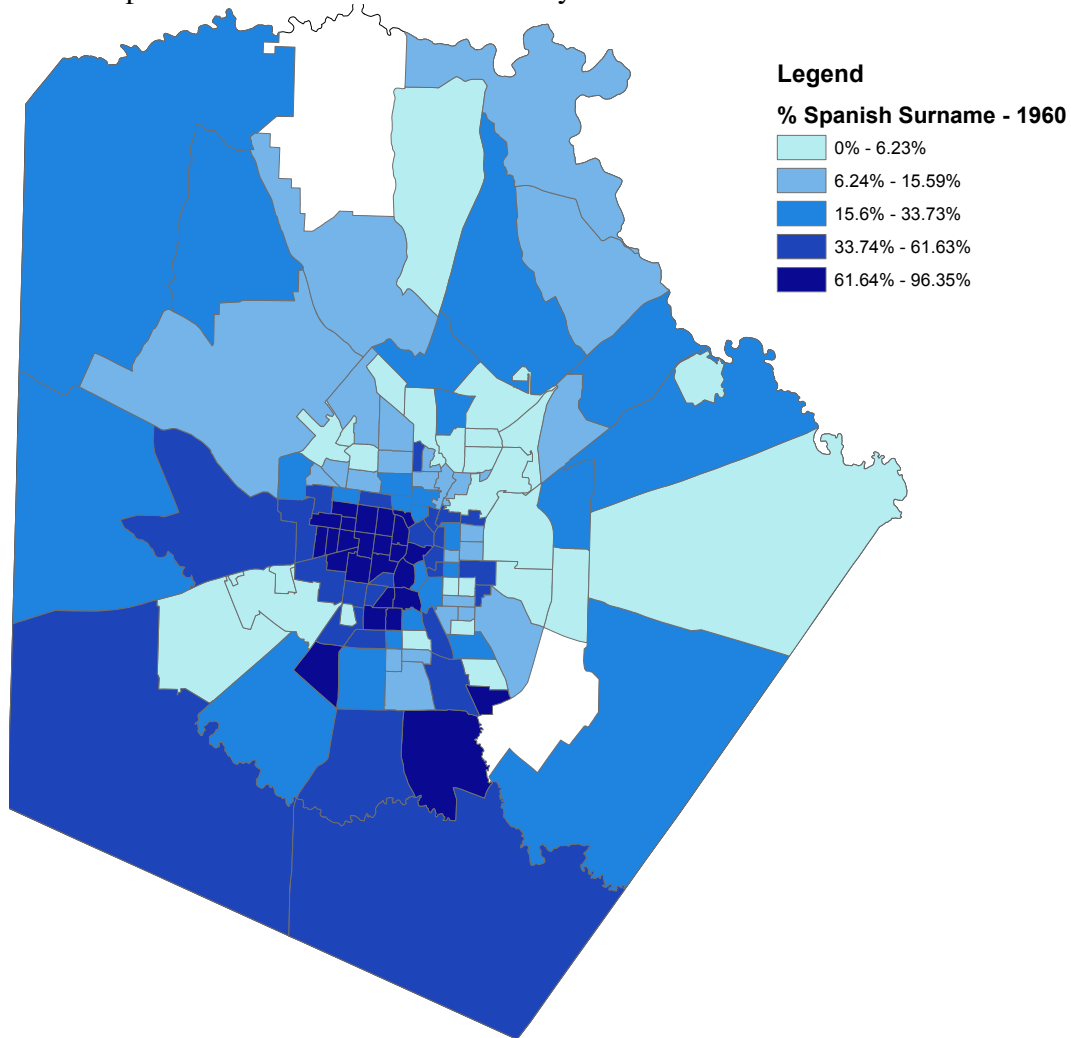 Legend
% Spanish Surname - 1960
0% - 6.23%
6.24% - 15.59%
15.6% - 33.73%
33.74% - 61.63%
61.64% - 96.35%